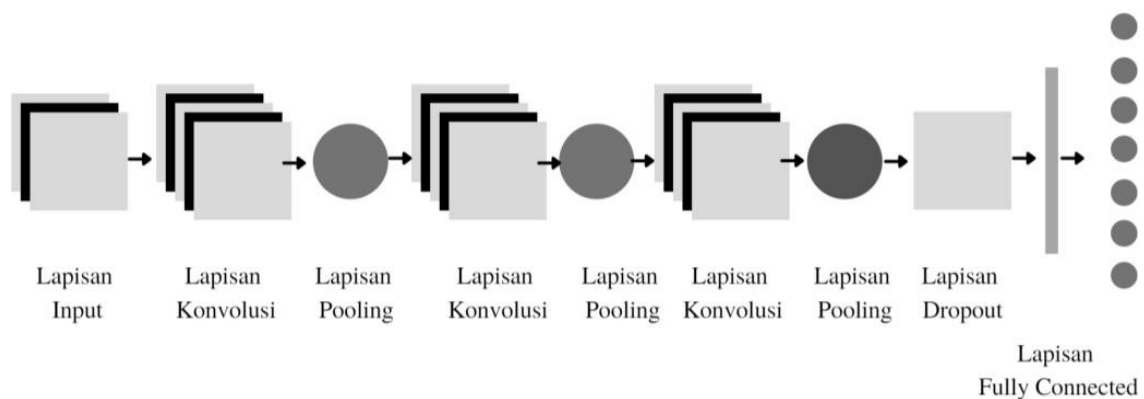 Lapisan
Input
Lapisan
Konvolusi
Lapisan
Pooling
Lapisan
Konvolusi
Lapisan
Pooling
Lapisan
Konvolusi
Lapisan
Pooling
Lapisan
Dropout
Lapisan
Fully Connected